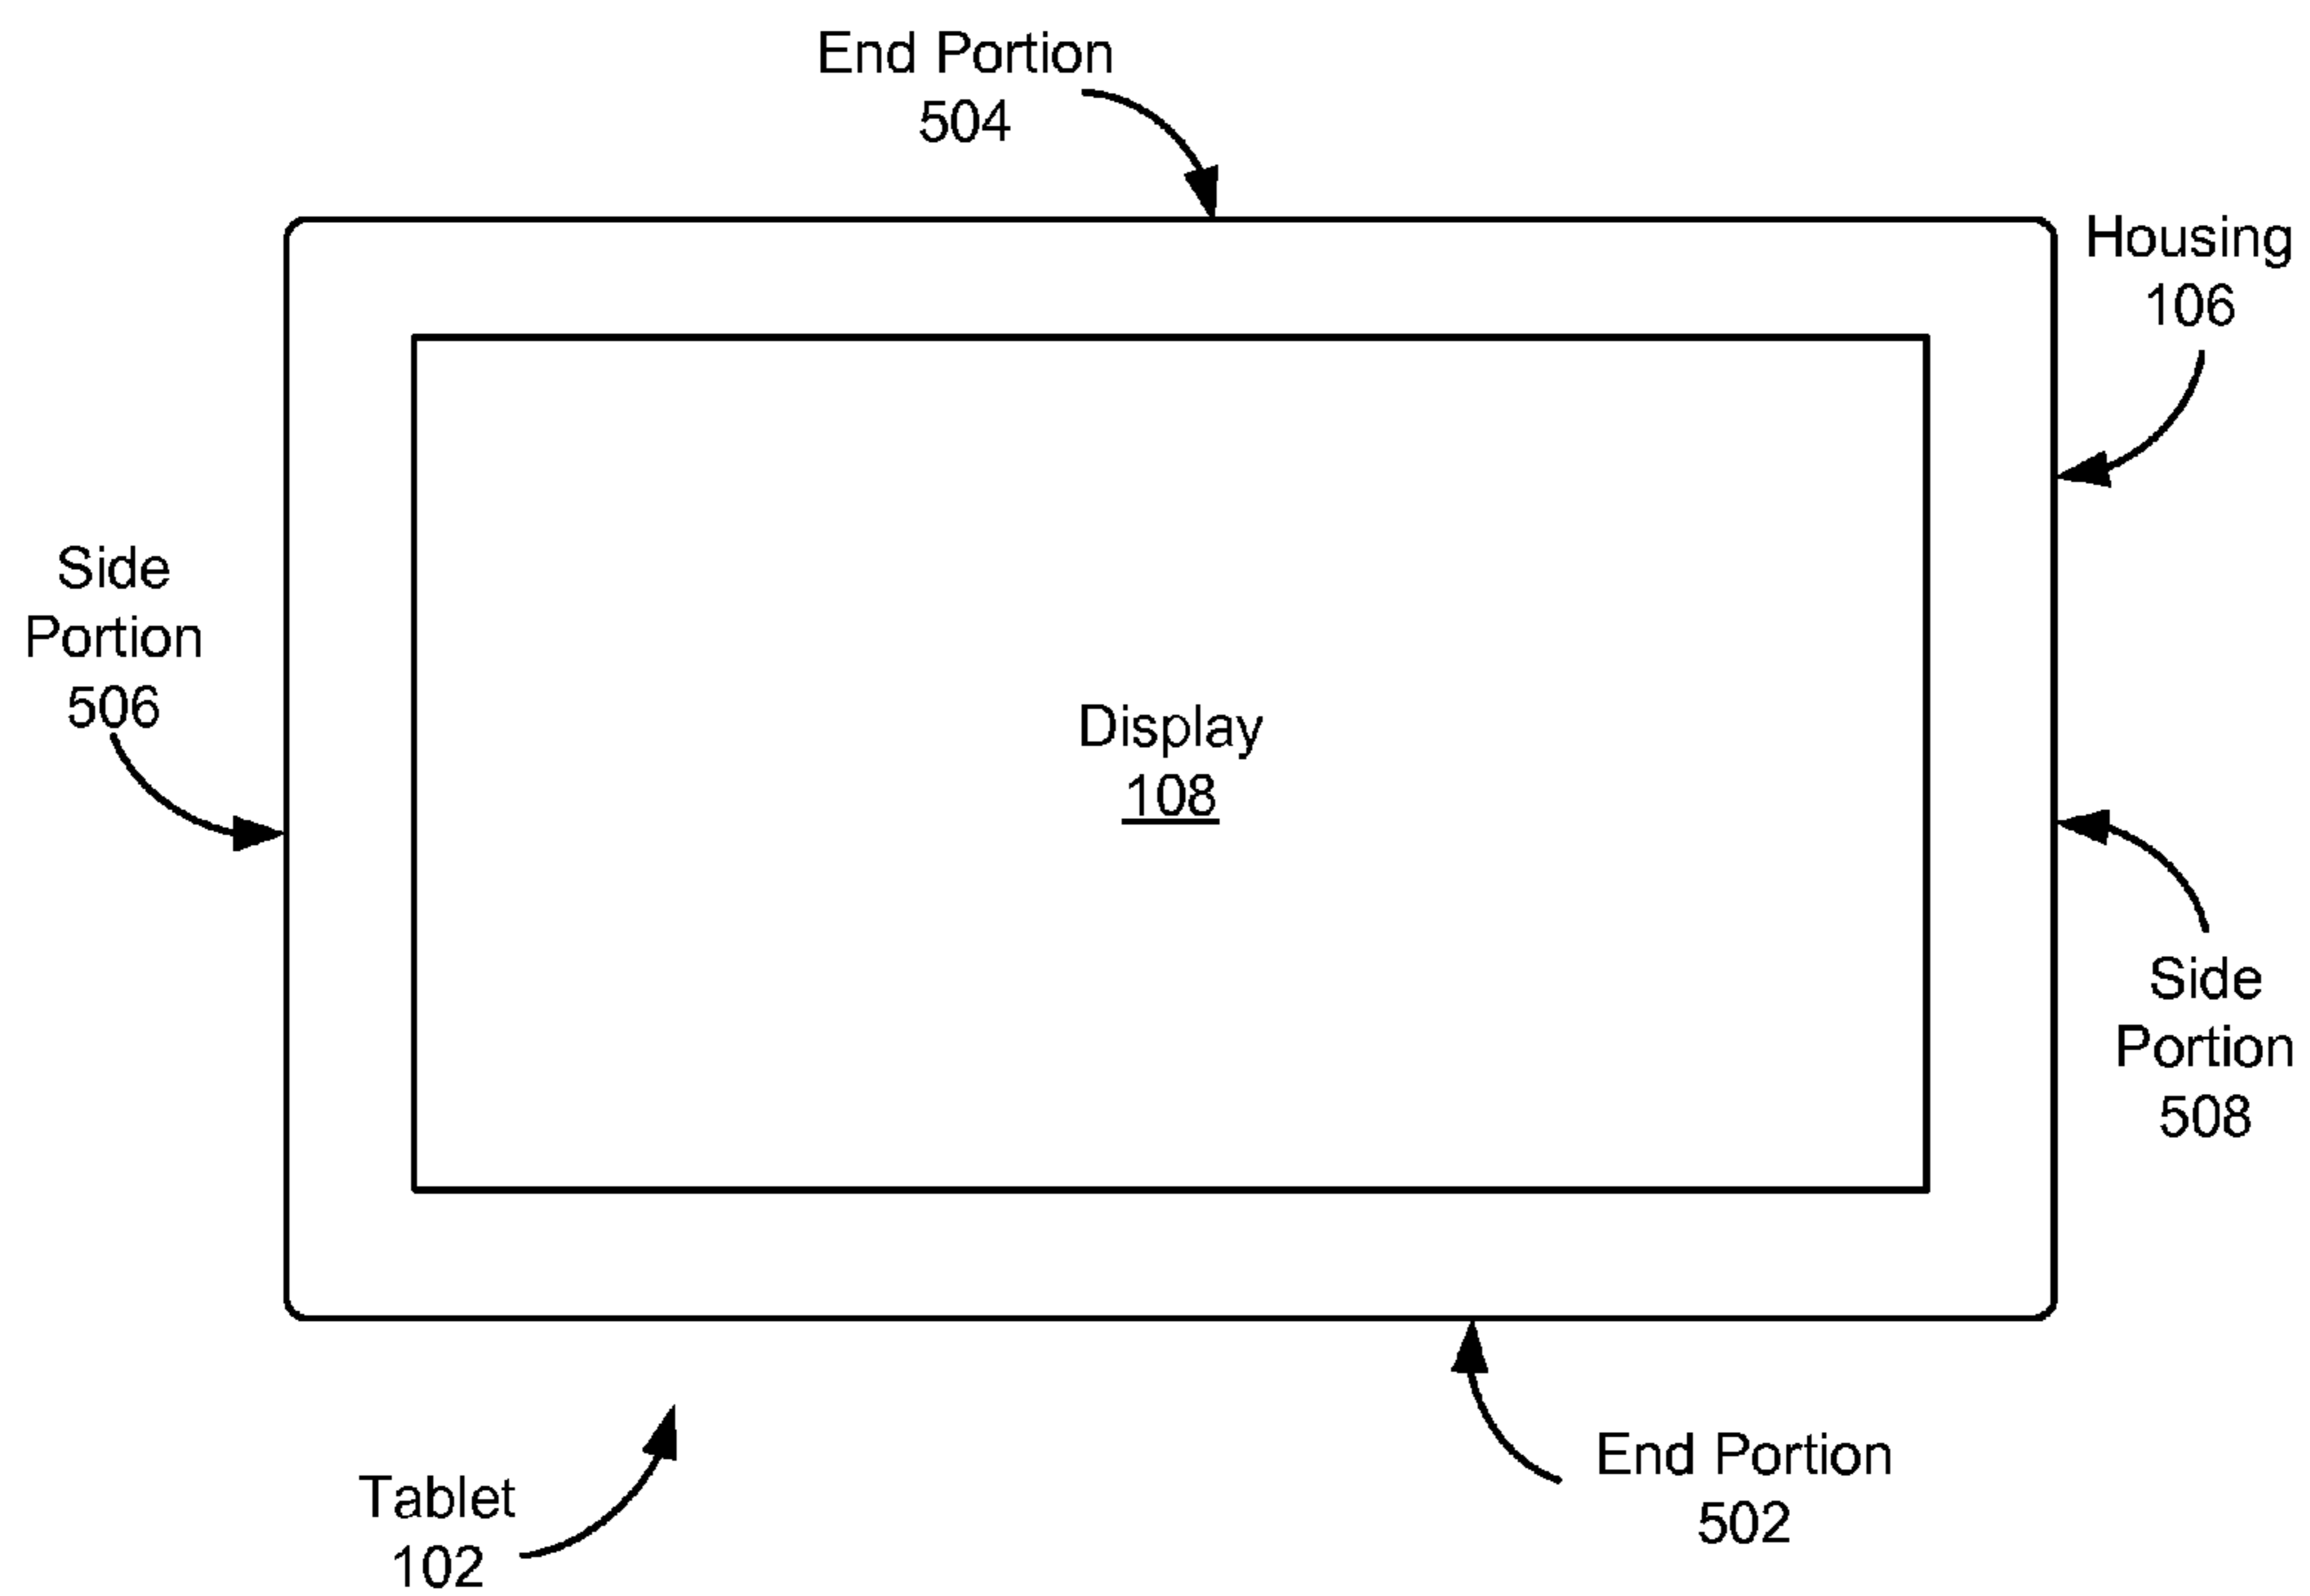 End Portion
504
Housing
106
Side
Portion
506
Display
108
Side
Portion
508
End Portion
502
Tablet
102